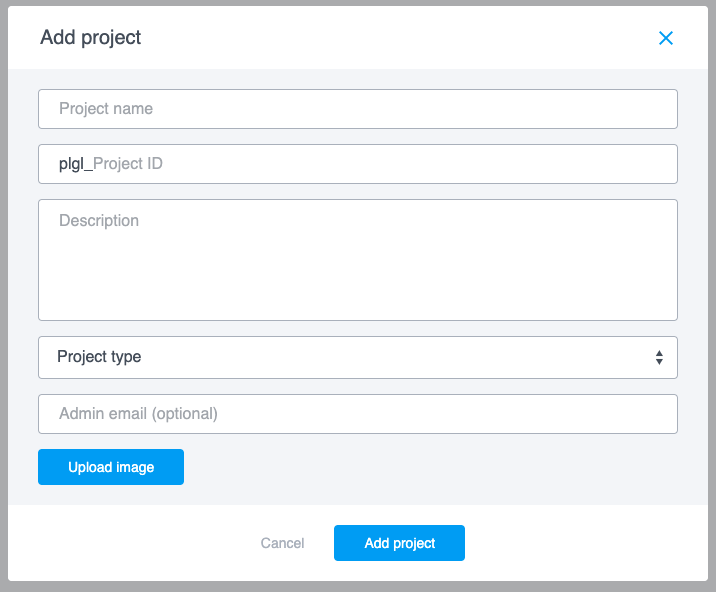 Add project
Project name
plgl_Project ID
Description
Project type
Admin email (optional)
Upload image
Cancel
Add project